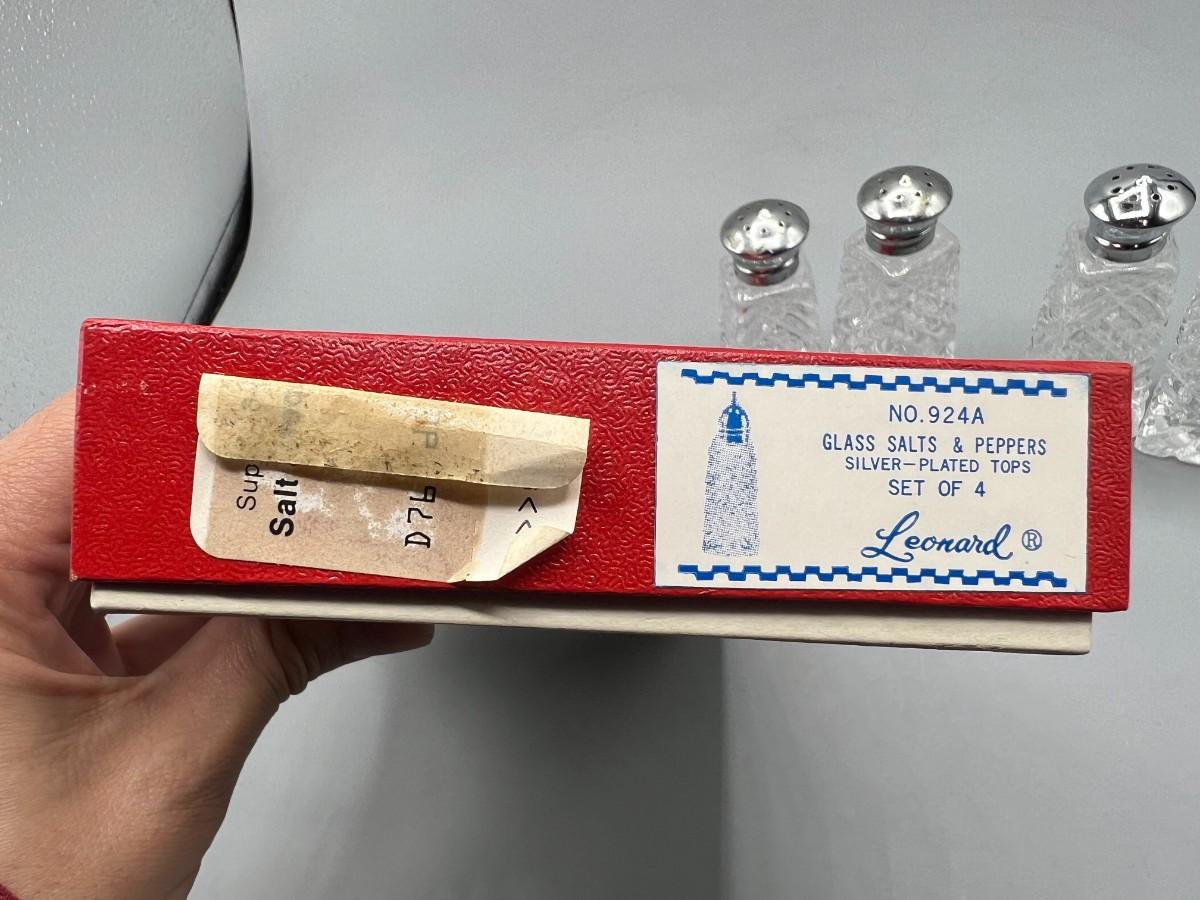 Sup
Salt
D76
>>
NO.924A
GLASS SALTS & PEPPERS
SILVER-PLATED TOPS
SET OF 4
Leonard ®